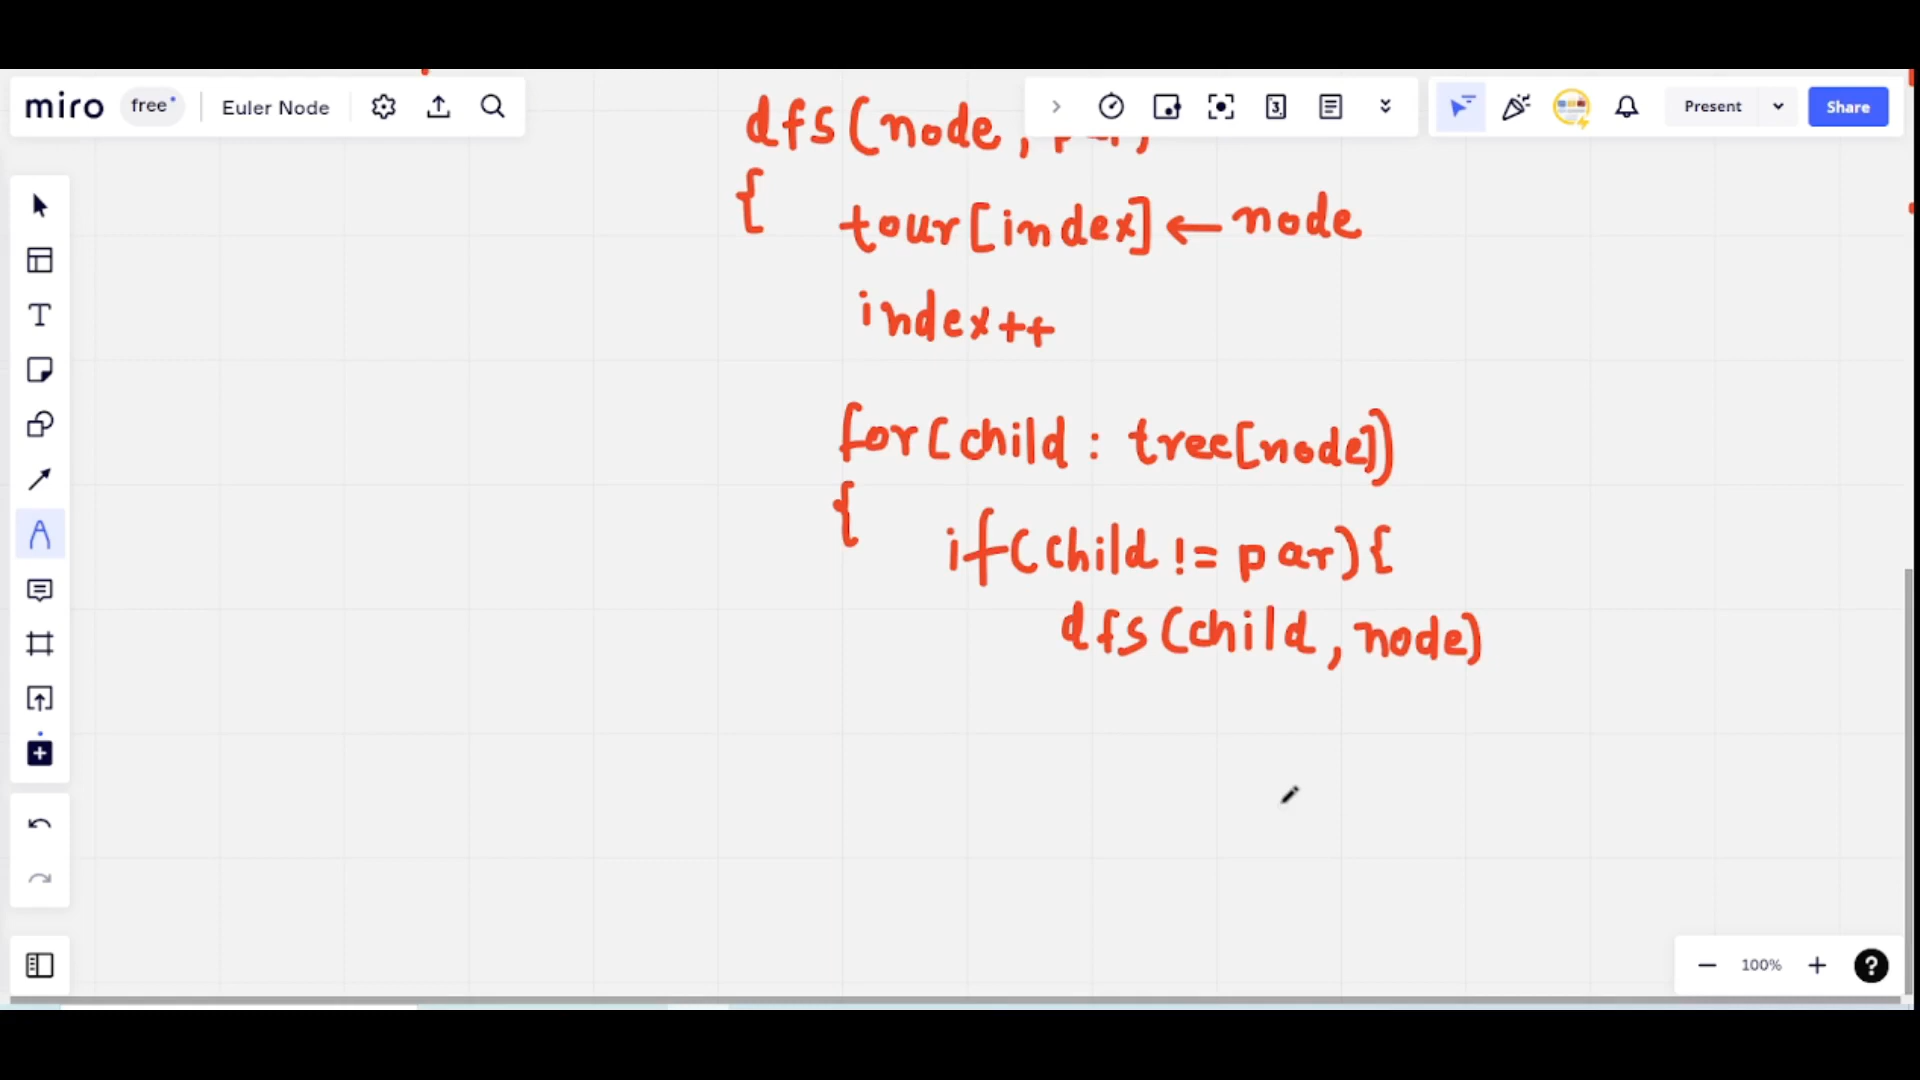 miro free Euler Node
Present Share
dfs(node, par)
{
tour[index] ← node
index++
for(child : tree[node])
{
if(child != par){
dfs(child, node)
100%